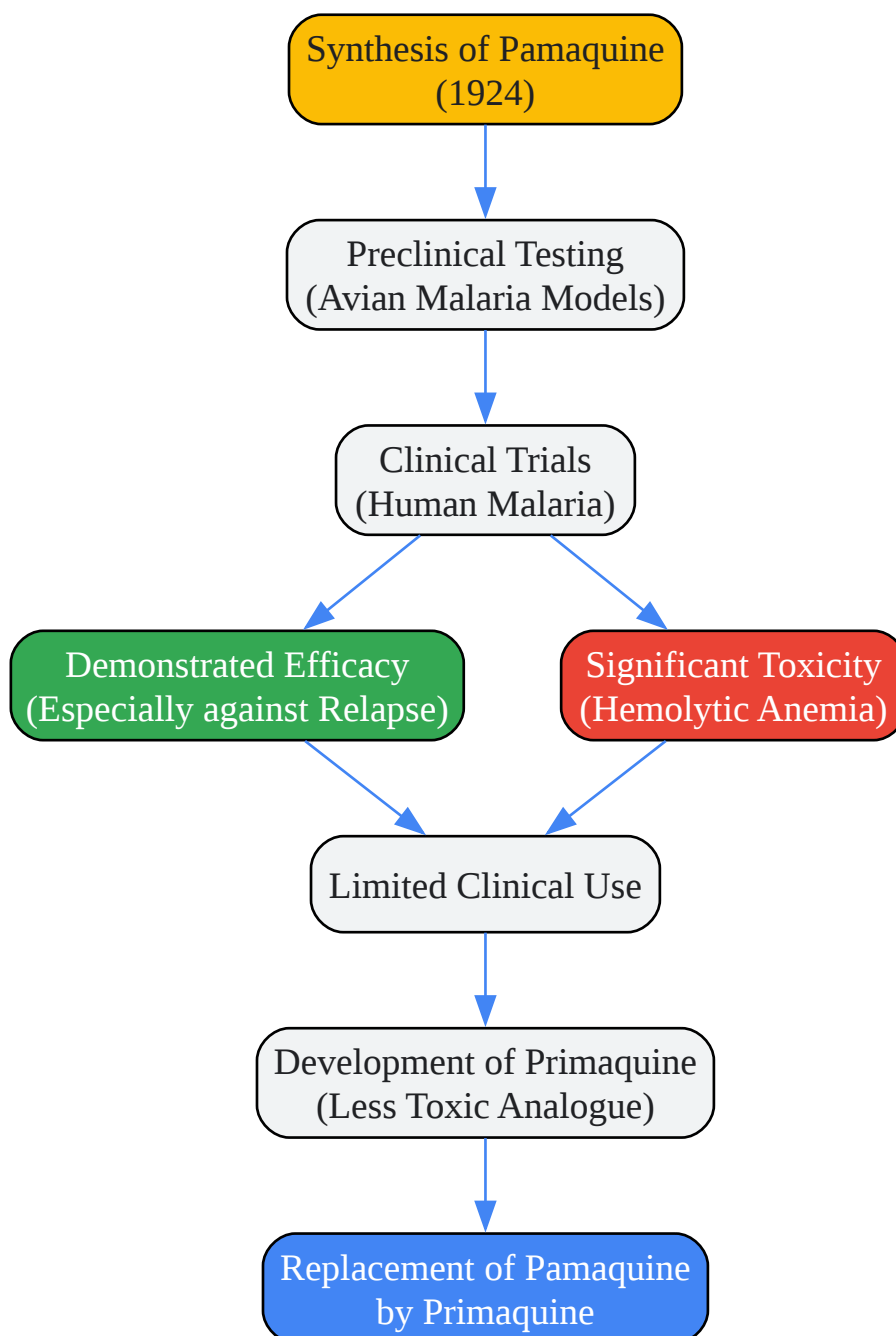 Synthesis of Pamaquine
(1924)
Preclinical Testing
(Avian Malaria Models)
Clinical Trials
(Human Malaria)
Demonstrated Efficacy
(Especially against Relapse)
Significant Toxicity
(Hemolytic Anemia)
Limited Clinical Use
Development of Primaquine
(Less Toxic Analogue)
Replacement of Pamaquine
by Primaquine